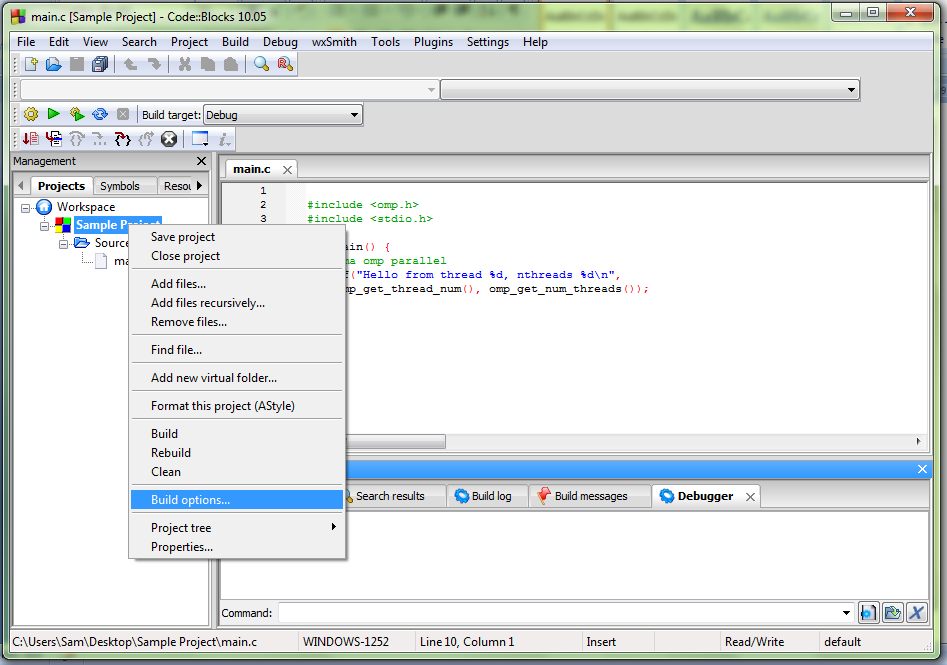 main.c [Sample Project] - Code::Blocks 10.05
File Edit View Search Project Build Debug wxSmith Tools Plugins Settings Help
Build target: Debug
Management
Projects Symbols Resou
main.c
Workspace
Sample Project
Source
ma
1
2 #include <omp.h>
3 #include <stdio.h>
ain() {
ma omp parallel
f("Hello from thread %d, nthreads %d\n",
mp_get_thread_num(), omp_get_num_threads());
Save project
Close project
Add files...
Add files recursively...
Remove files...
Find file...
Add new virtual folder...
Format this project (AStyle)
Build
Rebuild
Clean
Build options...
Project tree
Properties...
Search results Build log Build messages Debugger
Command:
C:\Users\Sam\Desktop\Sample Project\main.c WINDOWS-1252 Line 10, Column 1 Insert Read/Write default